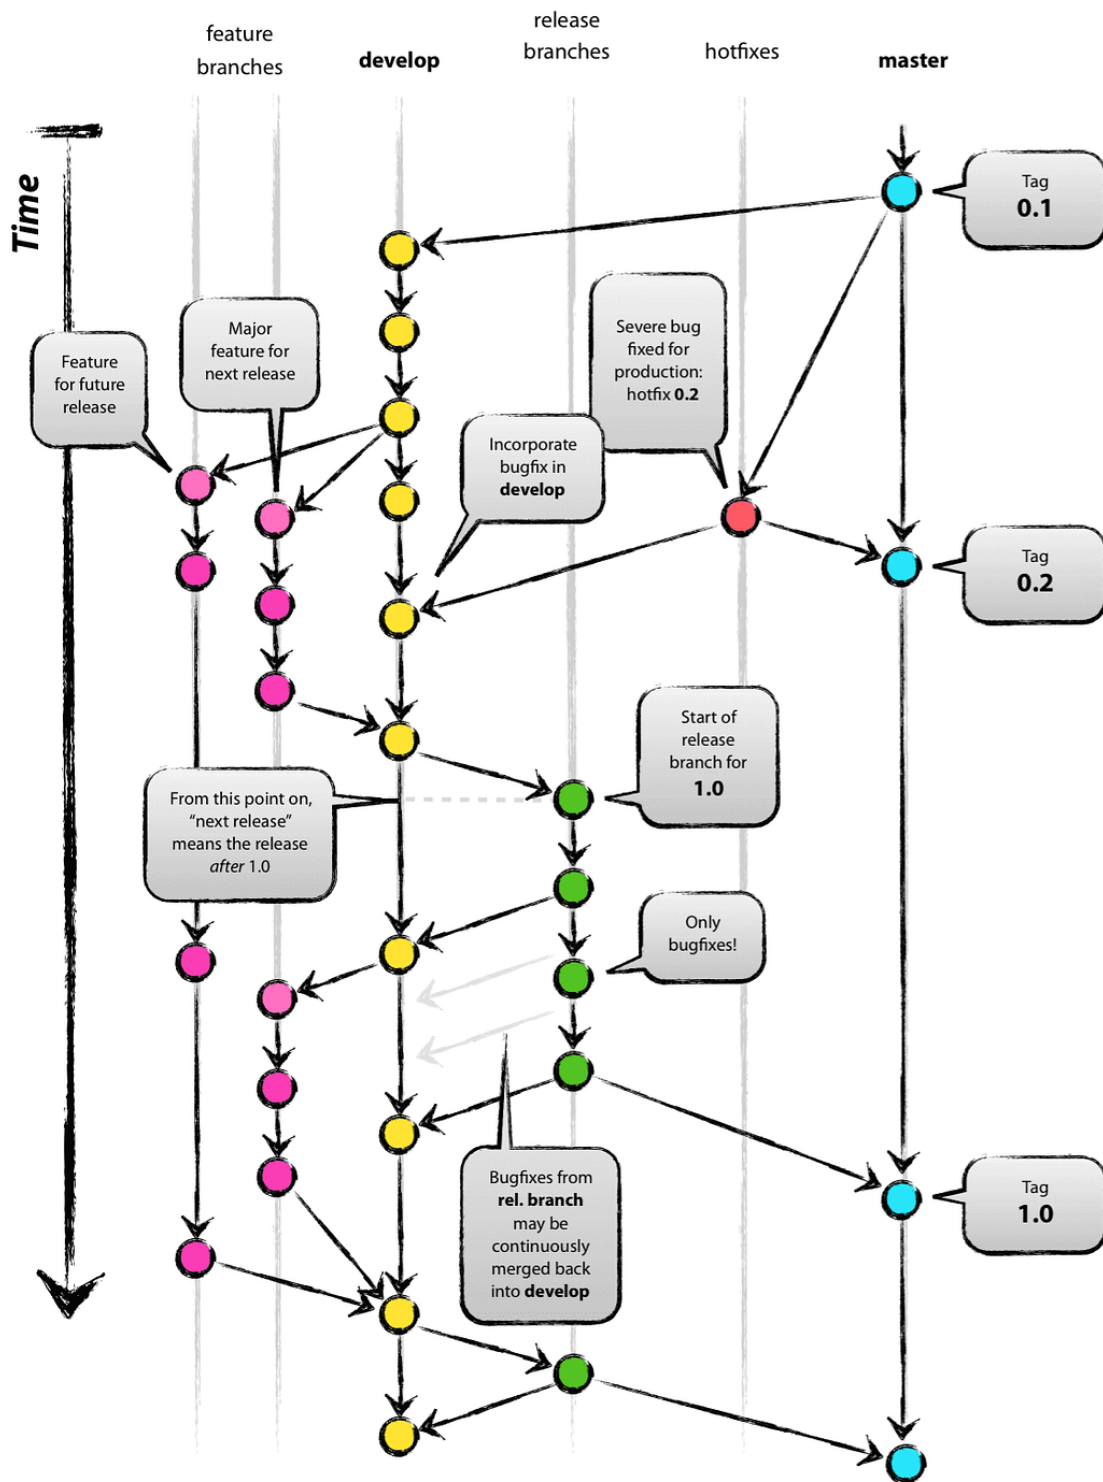 feature
branches
develop
release
branches
hotfixes
master
Time
Tag
0.1
Feature
for future
release
Major
feature for
next release
Severe bug
fixed for
production:
hotfix 0.2
Incorporate
bugfix in
develop
Tag
0.2
Start of
release
branch for
1.0
From this point on,
“next release”
means the release
after 1.0
Only
bugfixes!
Bugfixes from
rel. branch
may be
continuously
merged back
into develop
Tag
1.0